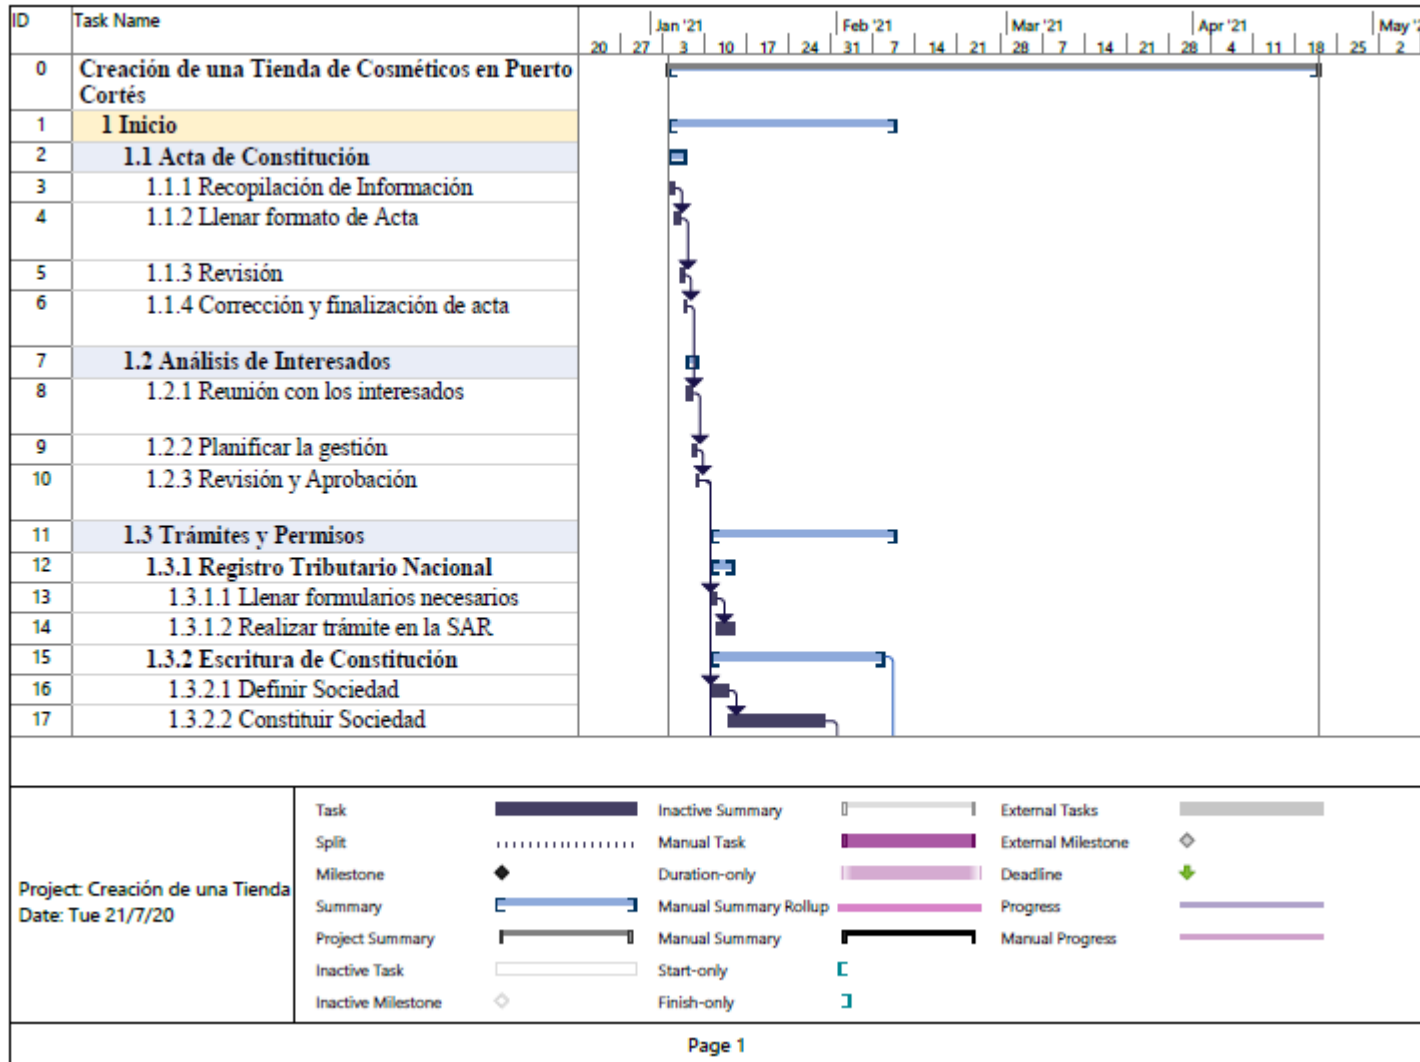 ID Task Name Jan '21 Feb '21 Mar '21 Apr '21 May '2
20 27 3 10 17 24 31 7 14 21 28 7 14 21 28 4 11 18 25 2
0 Creación de una Tienda de Cosméticos en Puerto
Cortés
1 1 Inicio
2 1.1 Acta de Constitución
3 1.1.1 Recopilación de Información
4 1.1.2 Llenar formato de Acta
5 1.1.3 Revisión
6 1.1.4 Corrección y finalización de acta
7 1.2 Análisis de Interesados
8 1.2.1 Reunión con los interesados
9 1.2.2 Planificar la gestión
10 1.2.3 Revisión y Aprobación
11 1.3 Trámites y Permisos
12 1.3.1 Registro Tributario Nacional
13 1.3.1.1 Llenar formularios necesarios
14 1.3.1.2 Realizar trámite en la SAR
15 1.3.2 Escritura de Constitución
16 1.3.2.1 Definir Sociedad
17 1.3.2.2 Constituir Sociedad
Project: Creación de una Tienda
Date: Tue 21/7/20
Task
Split
Milestone
Summary
Project Summary
Inactive Task
Inactive Milestone
Inactive Summary
Manual Task
Duration-only
Manual Summary Rollup
Manual Summary
Start-only
Finish-only
External Tasks
External Milestone
Deadline
Progress
Manual Progress
Page 1